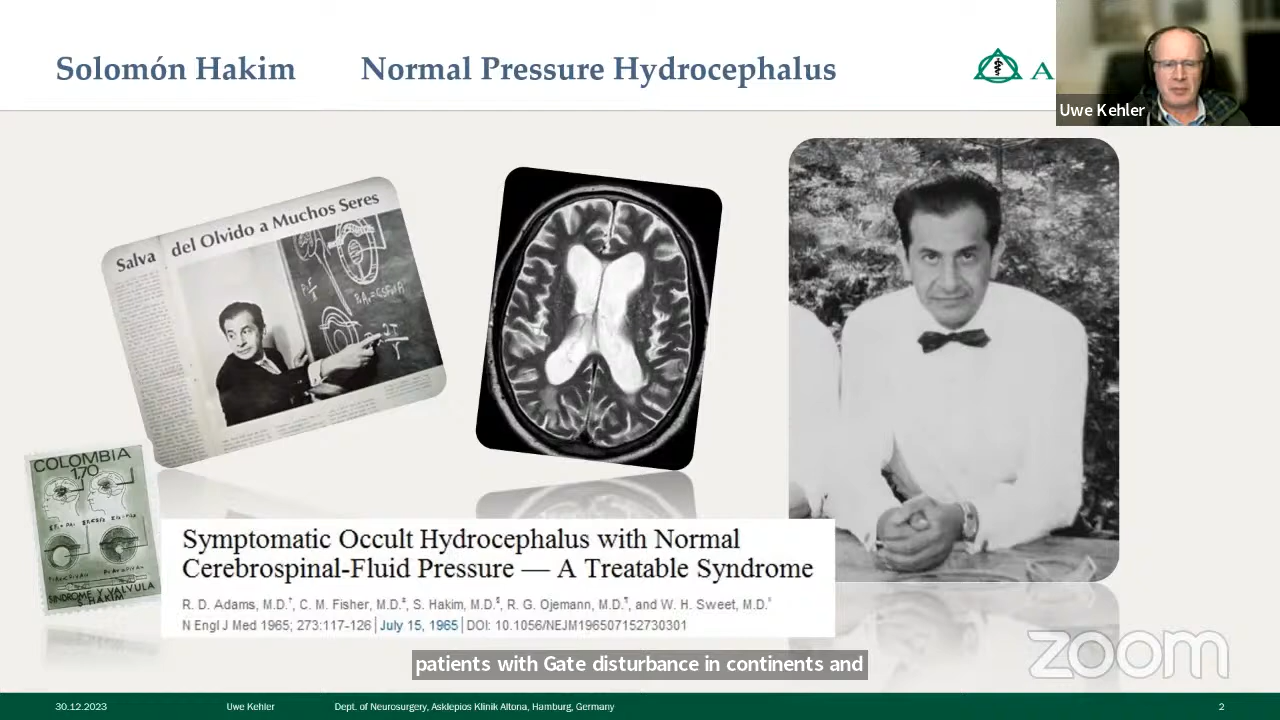 Solomón Hakim Normal Pressure Hydrocephalus
A
Uwe Kehler
Salva del Olvido a Muchos Seres
COLOMBIA
1,70
SINDROME Y VALVULA
S. HAKIM
Symptomatic Occult Hydrocephalus with Normal
Cerebrospinal-Fluid Pressure — A Treatable Syndrome
R. D. Adams, M.D.†, C. M. Fisher, M.D.‡, S. Hakim, M.D.§, R. G. Ojemann, M.D.¶, and W. H. Sweet, M.D.
N Engl J Med 1965; 273:117-126 | July 15, 1965 | DOI: 10.1056/NEJM196507152730301
patients with Gate disturbance in continents and
zoom
30.12.2023 Uwe Kehler Dept. of Neurosurgery, Asklepios Klinik Altona, Hamburg, Germany 2